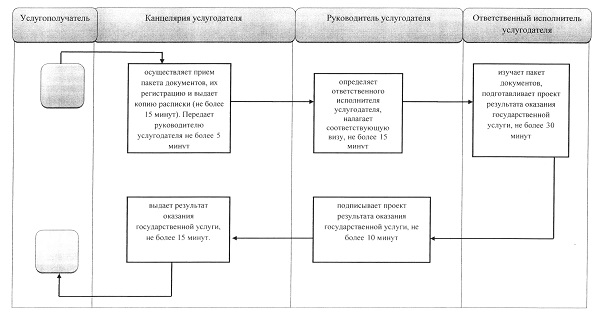 Услугополучатель
Канцелярия услугодателя
Руководитель услугодателя
Ответственный исполнитель
услугодателя
осуществляет прием
пакета документов, их
регистрацию и выдает
копию расписки (не более
15 минут). Передает
руководителю
услугодателя не более 5
минут
определяет
ответственного
исполнителя
услугодателя,
налагает
соответствующую
визу, не более 15
минут
изучает пакет
документов,
подготавливает проект
результата оказания
государственной
услуги, не более 30
минут
выдает результат
оказания
государственной услуги,
не более 15 минут.
подписывает проект
результата оказания
государственной услуги, не
более 10 минут